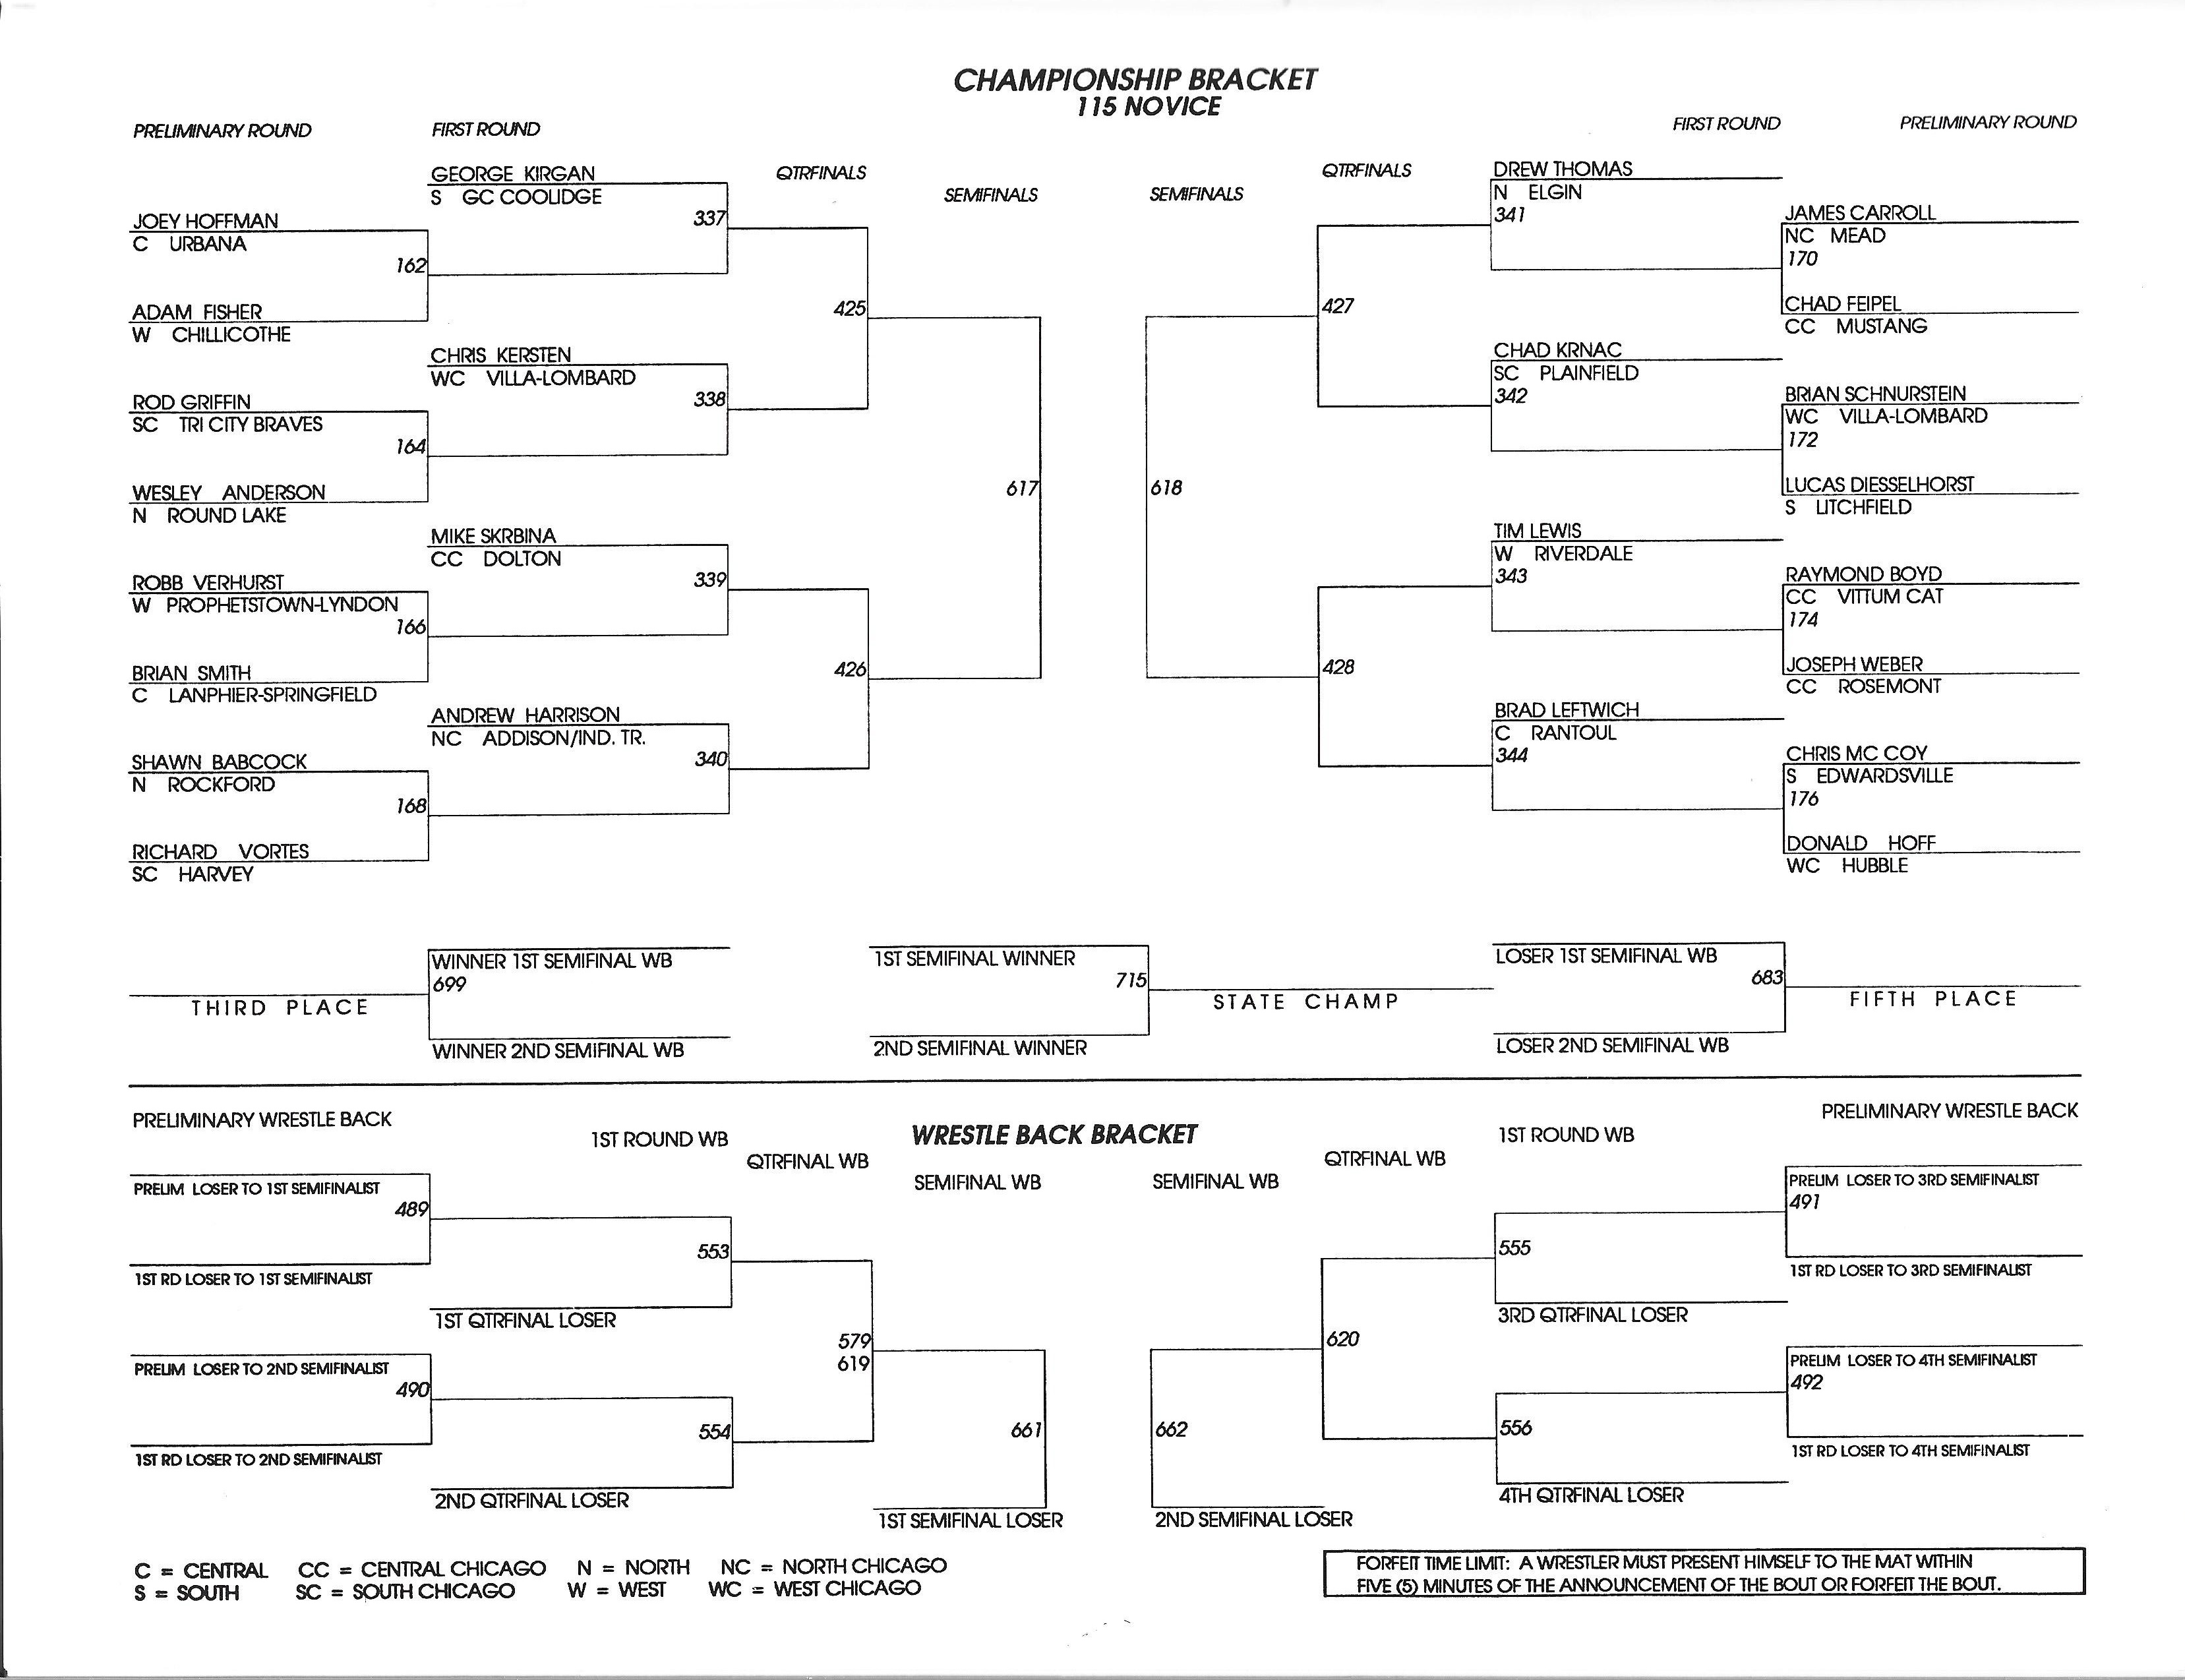 CHAMPIONSHIP BRACKET
115 NOVICE
PRELIMINARY ROUND
FIRST ROUND
QTRFINALS
SEMIFINALS
SEMIFINALS
QTRFINALS
FIRST ROUND
PRELIMINARY ROUND
GEORGE KIRGAN
S GC COOLIDGE
337
JOEY HOFFMAN
C URBANA
162
ADAM FISHER
W CHILLICOTHE
425
CHRIS KERSTEN
WC VILLA-LOMBARD
338
ROD GRIFFIN
SC TRI CITY BRAVES
164
WESLEY ANDERSON
N ROUND LAKE
617
MIKE SKRBINA
CC DOLTON
339
ROBB VERHURST
W PROPHETSTOWN-LYNDON
166
BRIAN SMITH
C LANPHIER-SPRINGFIELD
426
ANDREW HARRISON
NC ADDISON/IND. TR.
340
SHAWN BABCOCK
N ROCKFORD
168
RICHARD VORTES
SC HARVEY
DREW THOMAS
N ELGIN
341
JAMES CARROLL
NC MEAD
170
CHAD FEIPEL
CC MUSTANG
427
CHAD KRNAC
SC PLAINFIELD
342
BRIAN SCHNURSTEIN
WC VILLA-LOMBARD
172
LUCAS DIESSELHORST
S LITCHFIELD
618
TIM LEWIS
W RIVERDALE
343
RAYMOND BOYD
CC VITTUM CAT
174
JOSEPH WEBER
CC ROSEMONT
428
BRAD LEFTWICH
C RANTOUL
344
CHRIS MC COY
S EDWARDSVILLE
176
DONALD HOFF
WC HUBBLE
WINNER 1ST SEMIFINAL WB
699
THIRD PLACE
WINNER 2ND SEMIFINAL WB
1ST SEMIFINAL WINNER
715
STATE CHAMP
2ND SEMIFINAL WINNER
LOSER 1ST SEMIFINAL WB
683
FIFTH PLACE
LOSER 2ND SEMIFINAL WB
PRELIMINARY WRESTLE BACK
1ST ROUND WB
QTRFINAL WB
WRESTLE BACK BRACKET
SEMIFINAL WB
SEMIFINAL WB
QTRFINAL WB
1ST ROUND WB
PRELIMINARY WRESTLE BACK
PRELIM LOSER TO 1ST SEMIFINALIST
489
1ST RD LOSER TO 1ST SEMIFINALIST
553
1ST QTRFINAL LOSER
579
619
PRELIM LOSER TO 2ND SEMIFINALIST
490
1ST RD LOSER TO 2ND SEMIFINALIST
554
2ND QTRFINAL LOSER
661
1ST SEMIFINAL LOSER
PRELIM LOSER TO 3RD SEMIFINALIST
491
1ST RD LOSER TO 3RD SEMIFINALIST
555
3RD QTRFINAL LOSER
620
PRELIM LOSER TO 4TH SEMIFINALIST
492
1ST RD LOSER TO 4TH SEMIFINALIST
556
4TH QTRFINAL LOSER
662
2ND SEMIFINAL LOSER
C = CENTRAL CC = CENTRAL CHICAGO N = NORTH NC = NORTH CHICAGO
S = SOUTH SC = SOUTH CHICAGO W = WEST WC = WEST CHICAGO
FORFEIT TIME LIMIT: A WRESTLER MUST PRESENT HIMSELF TO THE MAT WITHIN
FIVE (5) MINUTES OF THE ANNOUNCEMENT OF THE BOUT OR FORFEIT THE BOUT.